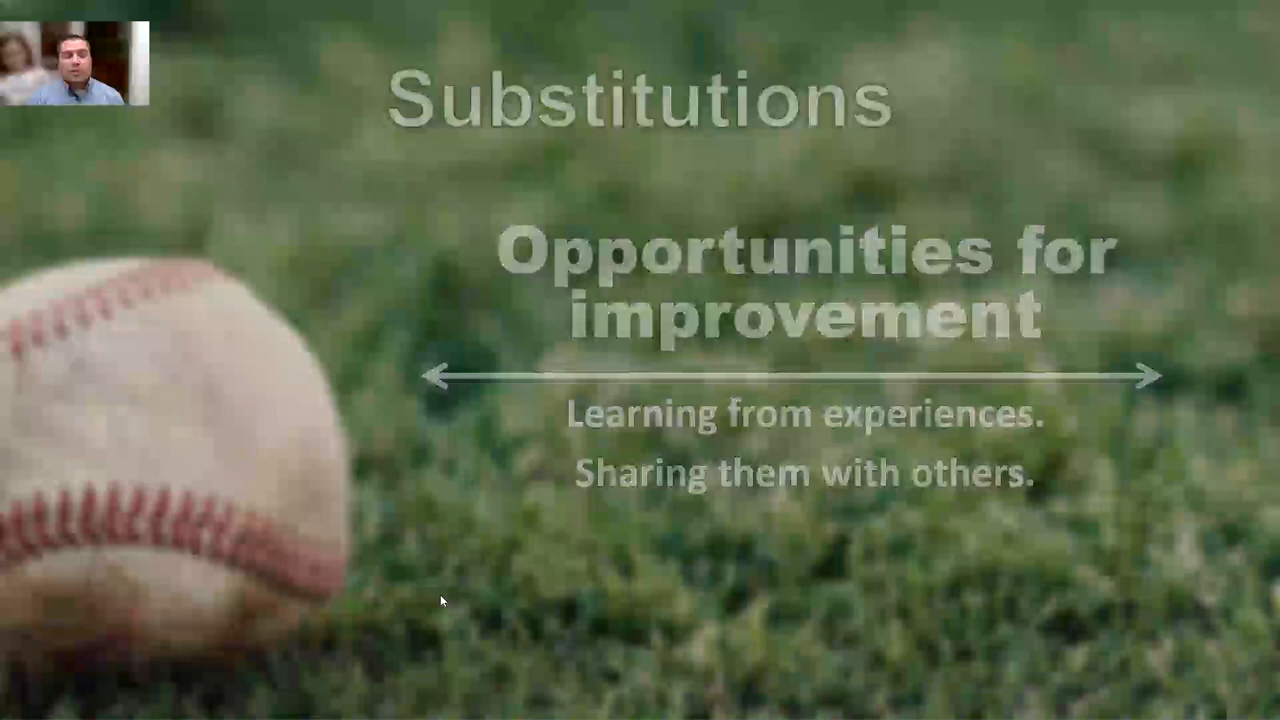 Substitutions
Opportunities for
improvement
Learning from experiences.
Sharing them with others.